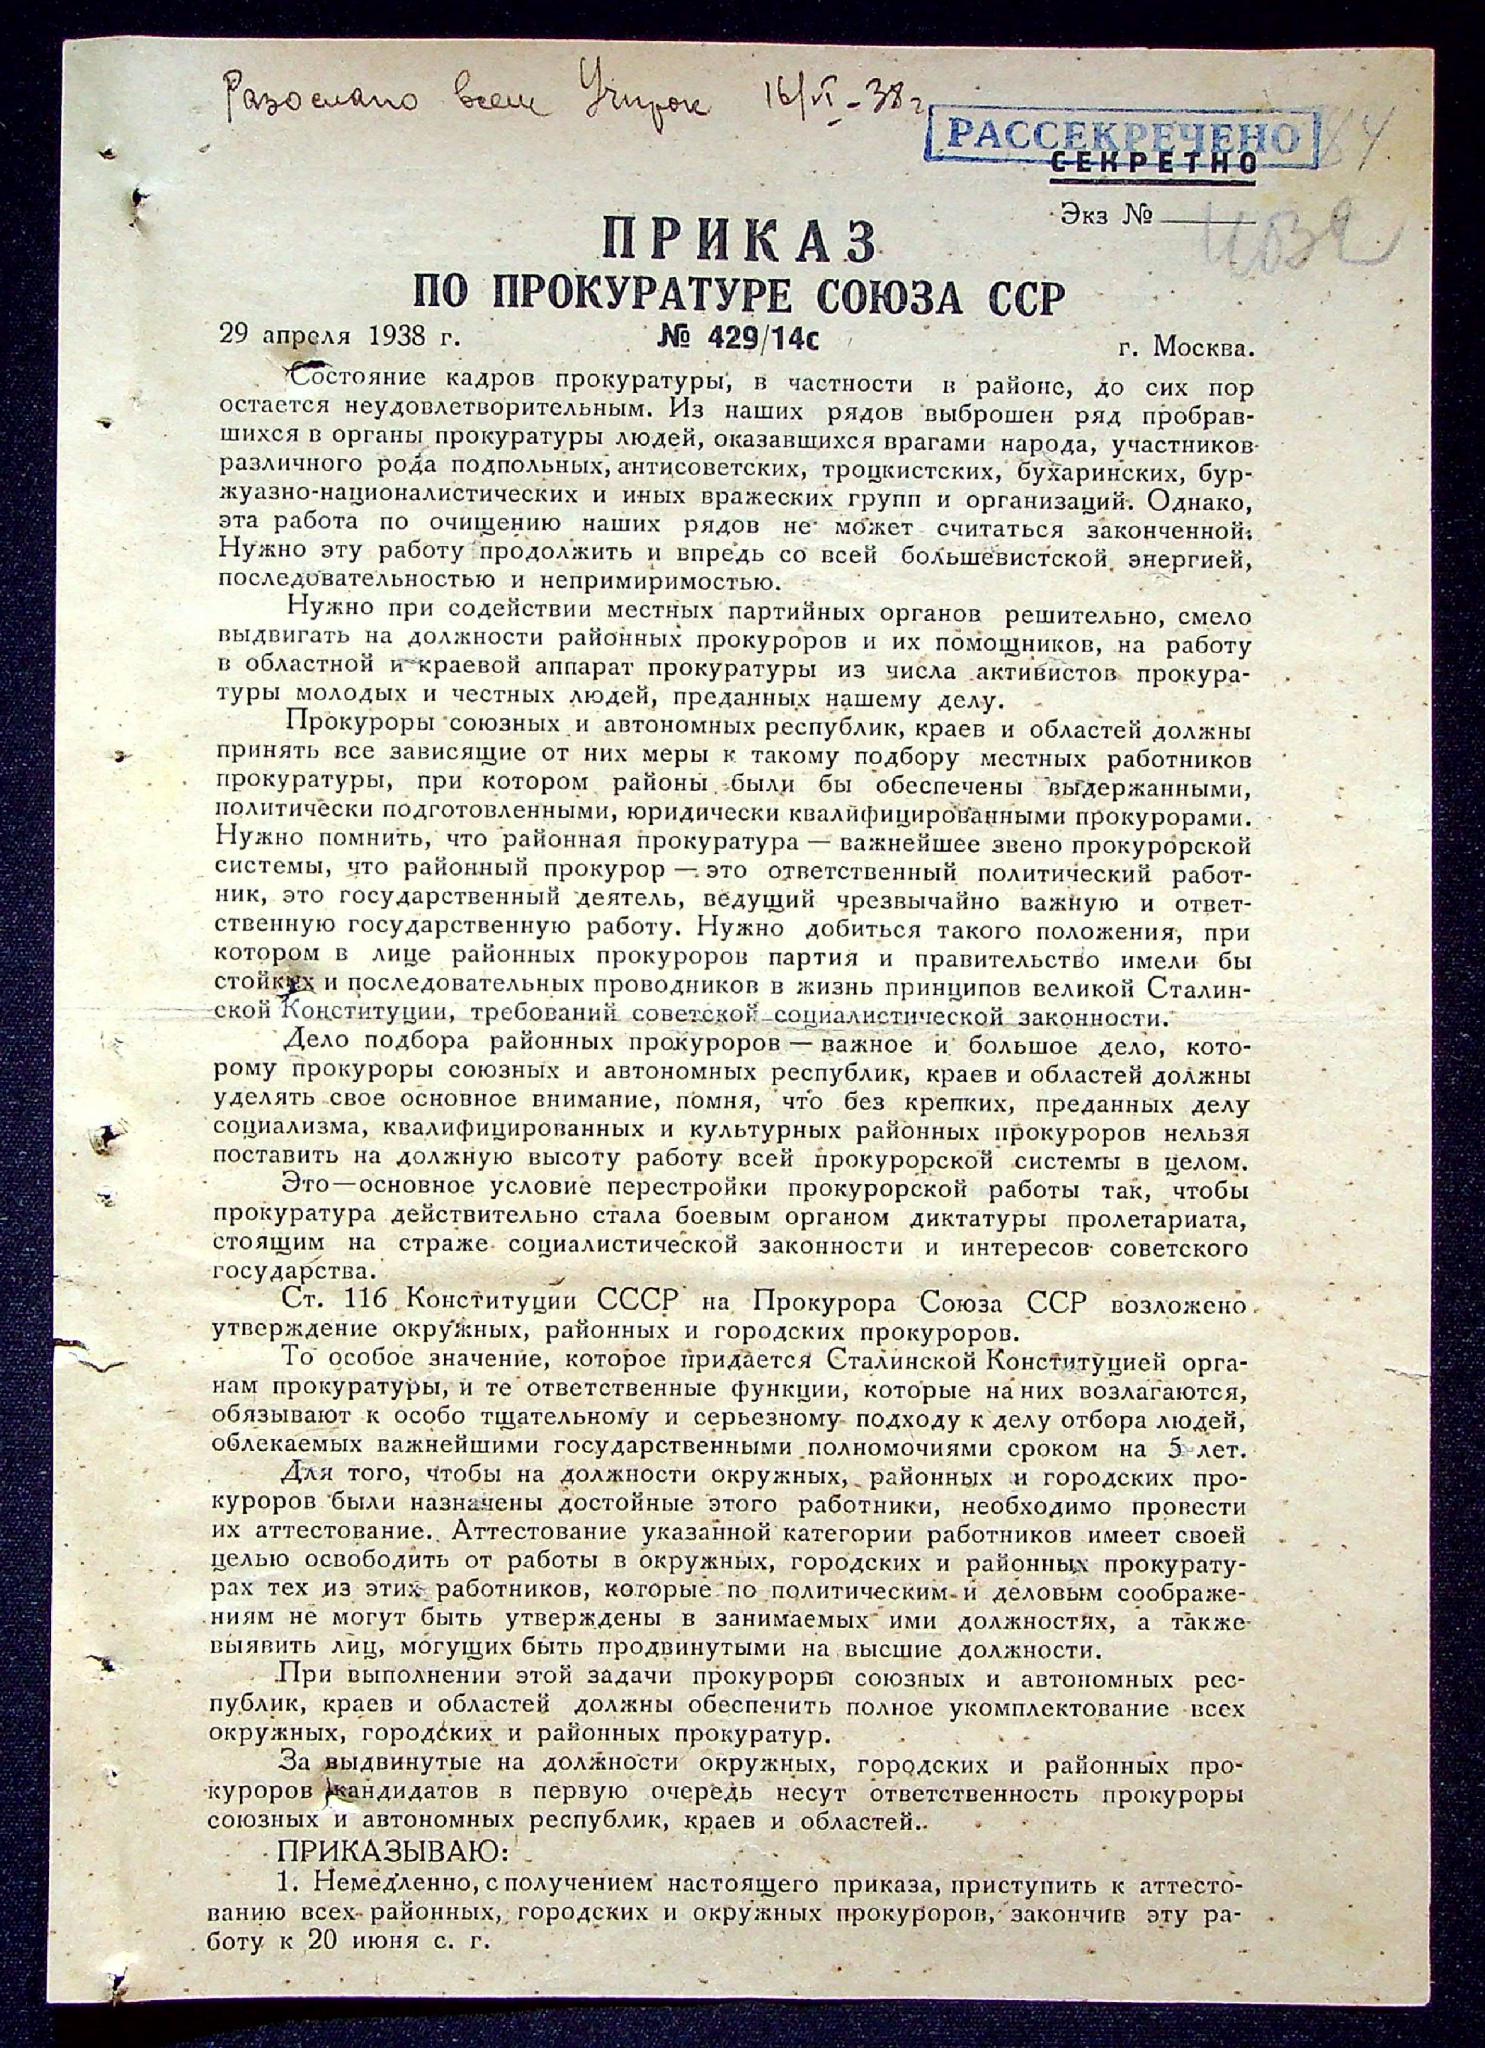 Разослано всем Учпрок 16/VI-38 г
РАССЕКРЕЧЕНО
84
СЕКРЕТНО
Экз №
ПРИКАЗ
ПО ПРОКУРАТУРЕ СОЮЗА ССР
29 апреля 1938 г. № 429/14с г. Москва.
Состояние кадров прокуратуры, в частности в районе, до сих пор
остается неудовлетворительным. Из наших рядов выброшен ряд пробрав-
шихся в органы прокуратуры людей, оказавшихся врагами народа, участников
различного рода подпольных, антисоветских, троцкистских, бухаринских, бур-
жуазно-националистических и иных вражеских групп и организаций. Однако,
эта работа по очищению наших рядов не может считаться законченной.
Нужно эту работу продолжить и впредь со всей большевистской энергией,
последовательностью и непримиримостью.
Нужно при содействии местных партийных органов решительно, смело
выдвигать на должности районных прокуроров и их помощников, на работу
в областной и краевой аппарат прокуратуры из числа активистов прокура-
туры молодых и честных людей, преданных нашему делу.
Прокуроры союзных и автономных республик, краев и областей должны
принять все зависящие от них меры к такому подбору местных работников
прокуратуры, при котором районы были бы обеспечены выдержанными,
политически подготовленными, юридически квалифицированными прокурорами.
Нужно помнить, что районная прокуратура — важнейшее звено прокурорской
системы, что районный прокурор — это ответственный политический работ-
ник, это государственный деятель, ведущий чрезвычайно важную и ответ-
ственную государственную работу. Нужно добиться такого положения, при
котором в лице районных прокуроров партия и правительство имели бы
стойких и последовательных проводников в жизнь принципов великой Сталин-
ской Конституции, требований советской социалистической законности.
Дело подбора районных прокуроров — важное и большое дело, кото-
рому прокуроры союзных и автономных республик, краев и областей должны
уделять свое основное внимание, помня, что без крепких, преданных делу
социализма, квалифицированных и культурных районных прокуроров нельзя
поставить на должную высоту работу всей прокурорской системы в целом.
Это—основное условие перестройки прокурорской работы так, чтобы
прокуратура действительно стала боевым органом диктатуры пролетариата,
стоящим на страже социалистической законности и интересов советского
государства.
Ст. 116 Конституции СССР на Прокурора Союза ССР возложено
утверждение окружных, районных и городских прокуроров.
То особое значение, которое придается Сталинской Конституцией орга-
нам прокуратуры, и те ответственные функции, которые на них возлагаются,
обязывают к особо тщательному и серьезному подходу к делу отбора людей,
облекаемых важнейшими государственными полномочиями сроком на 5 лет.
Для того, чтобы на должности окружных, районных и городских про-
куроров были назначены достойные этого работники, необходимо провести
их аттестование. Аттестование указанной категории работников имеет своей
целью освободить от работы в окружных, городских и районных прокурату-
рах тех из этих работников, которые по политическим и деловым соображе-
ниям не могут быть утверждены в занимаемых ими должностях, а также
выявить лиц, могущих быть продвинутыми на высшие должности.
При выполнении этой задачи прокуроры союзных и автономных рес-
публик, краев и областей должны обеспечить полное укомплектование всех
окружных, городских и районных прокуратур.
За выдвинутые на должности окружных, городских и районных про-
куроров кандидатов в первую очередь несут ответственность прокуроры
союзных и автономных республик, краев и областей.
ПРИКАЗЫВАЮ:
1. Немедленно, с получением настоящего приказа, приступить к аттесто-
ванию всех районных, городских и окружных прокуроров, закончив эту ра-
боту к 20 июня с. г.